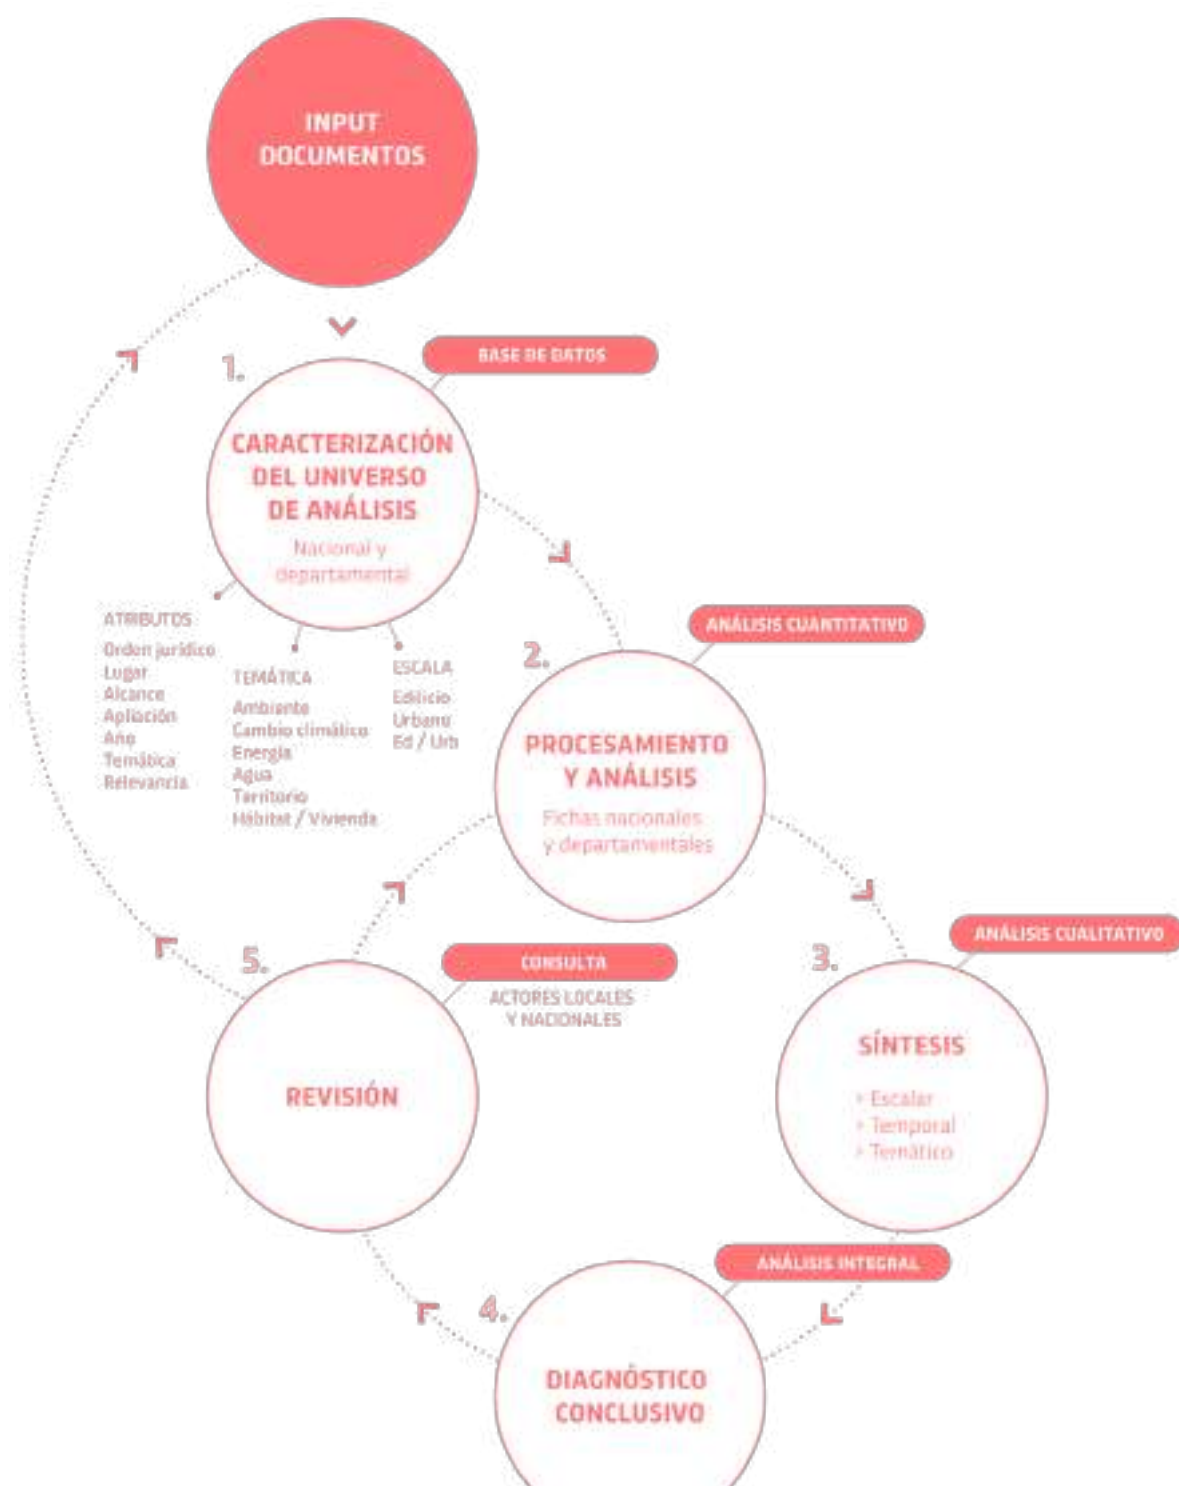 INPUT
DOCUMENTOS
1.
BASE DE DATOS
CARACTERIZACIÓN
DEL UNIVERSO
DE ANÁLISIS
Nacional y
departamental
ATRIBUTOS
Orden jurídico
Lugar
Alcance
Apliación
Año
Temática
Relevancia
TEMÁTICA
Ambiente
Cambio climático
Energía
Agua
Territorio
Hábitat / Vivienda
ESCALA
Edilicio
Urbano
Ed / Urb
2.
ANÁLISIS CUANTITATIVO
PROCESAMIENTO
Y ANÁLISIS
Fichas nacionales
y departamentales
3.
ANÁLISIS CUALITATIVO
SÍNTESIS
> Escalar
> Temporal
> Temático
5.
CONSULTA
ACTORES LOCALES
Y NACIONALES
REVISIÓN
4.
ANÁLISIS INTEGRAL
DIAGNÓSTICO
CONCLUSIVO